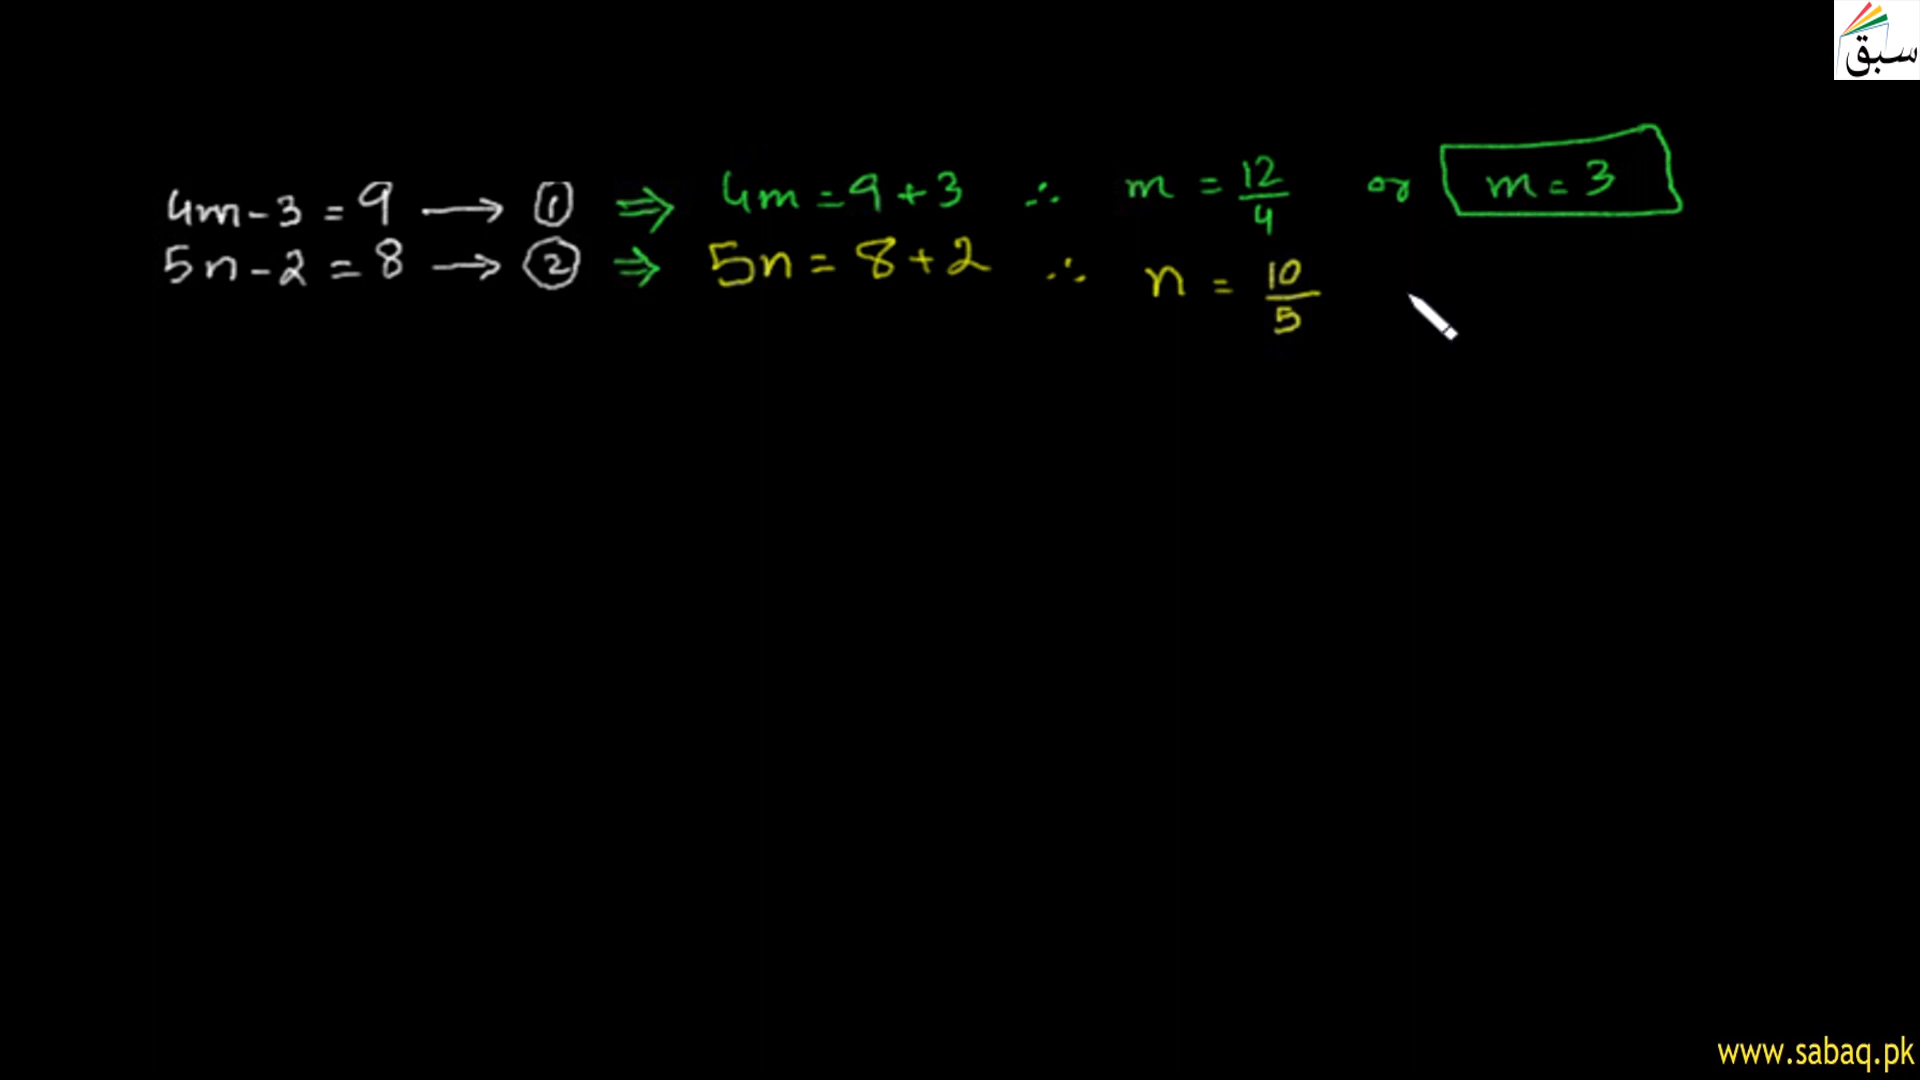 سبق
4m-3=9 → ① ⇒ 4m=9+3 ∴ m=12/4 or m=3
5n-2=8 → ② ⇒ 5n=8+2 ∴ n=10/5
www.sabaq.pk